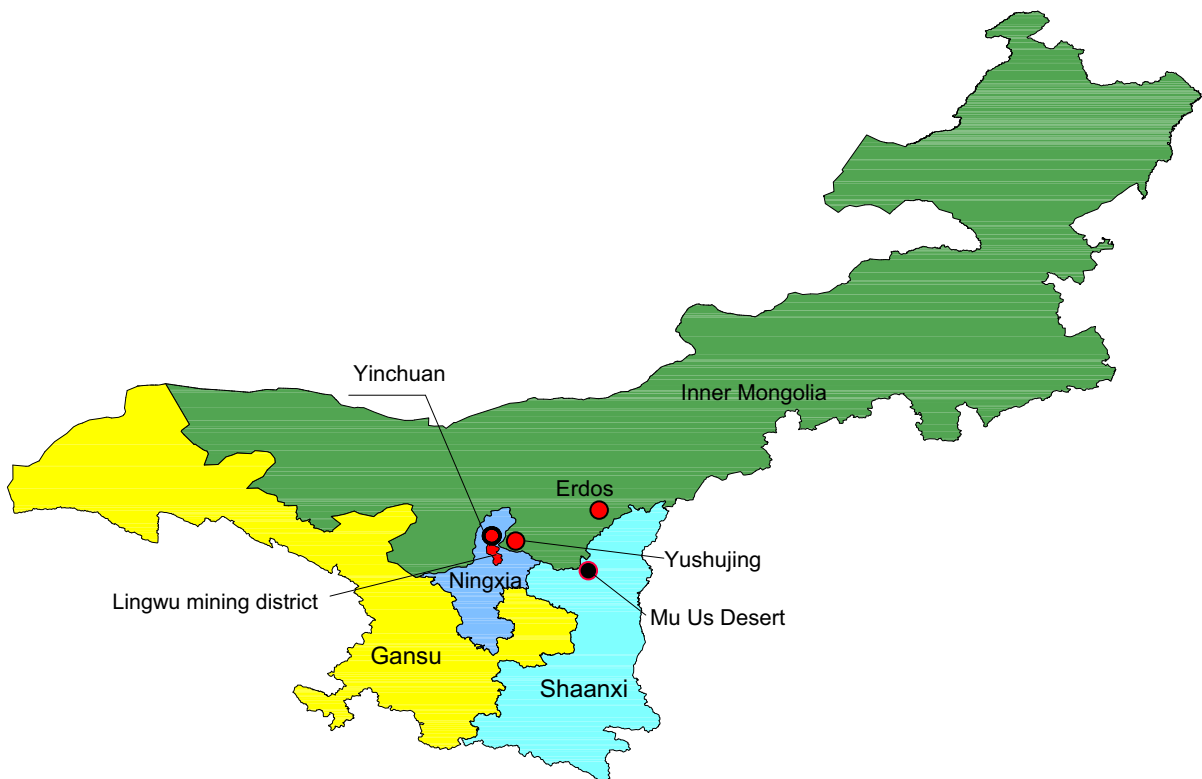 Yinchuan
Inner Mongolia
Erdos
Yushujing
Ningxia
Lingwu mining district
Mu Us Desert
Gansu
Shaanxi